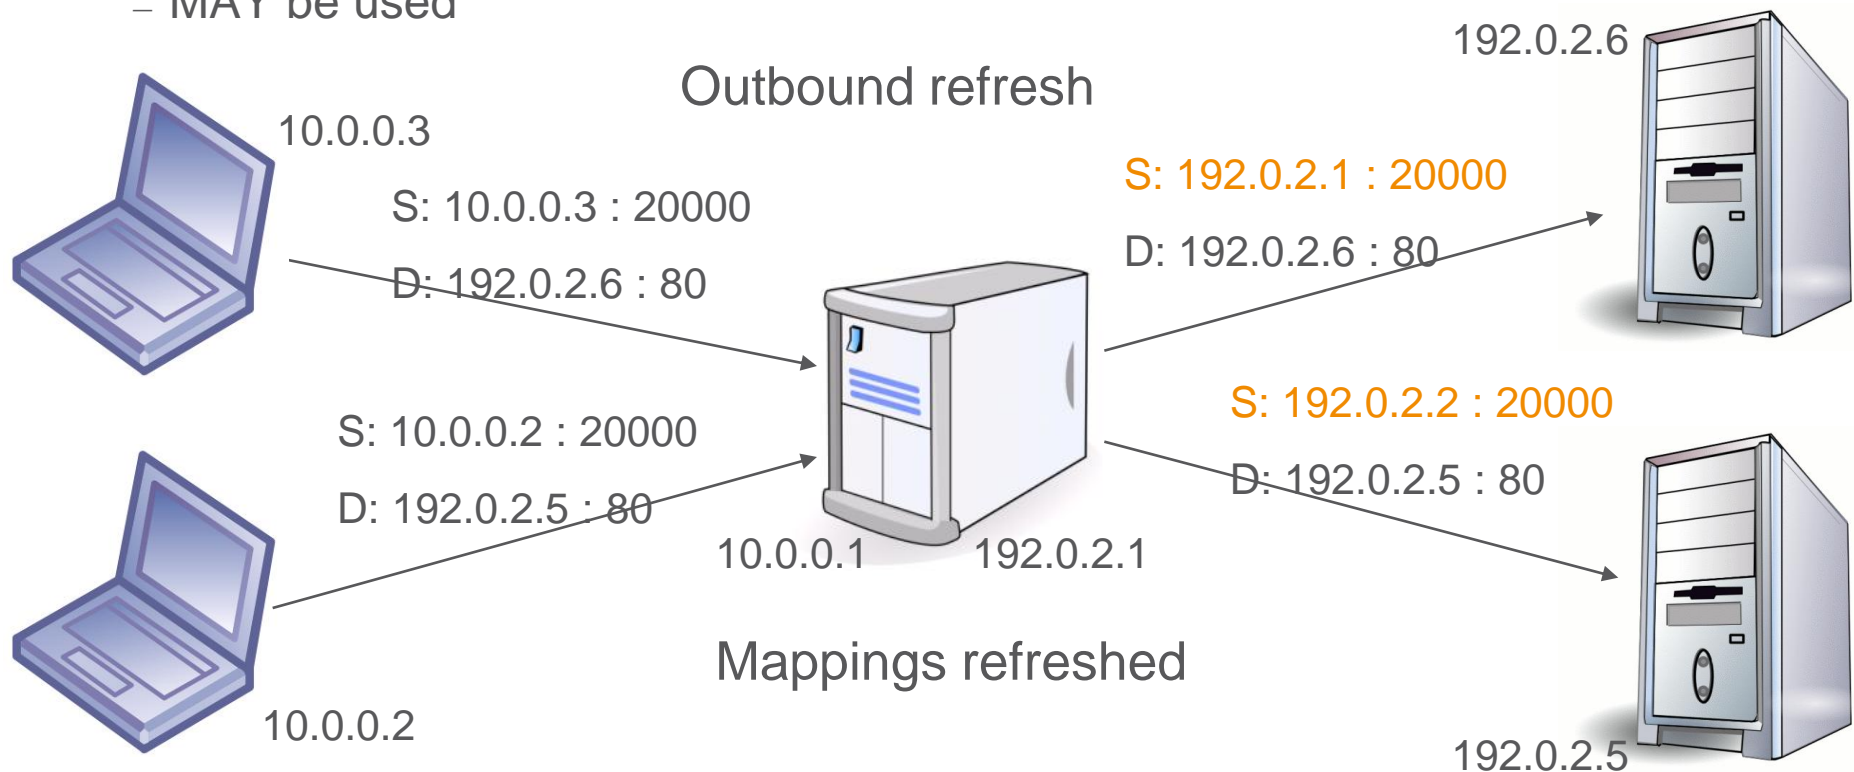 – MAY be used
192.0.2.6
Outbound refresh
10.0.0.3
S: 192.0.2.1 : 20000
S: 10.0.0.3 : 20000
D: 192.0.2.6 : 80
D: 192.0.2.6 : 80
S: 192.0.2.2 : 20000
S: 10.0.0.2 : 20000
D: 192.0.2.5 : 80
D: 192.0.2.5 : 80
10.0.0.1
192.0.2.1
Mappings refreshed
10.0.0.2
192.0.2.5